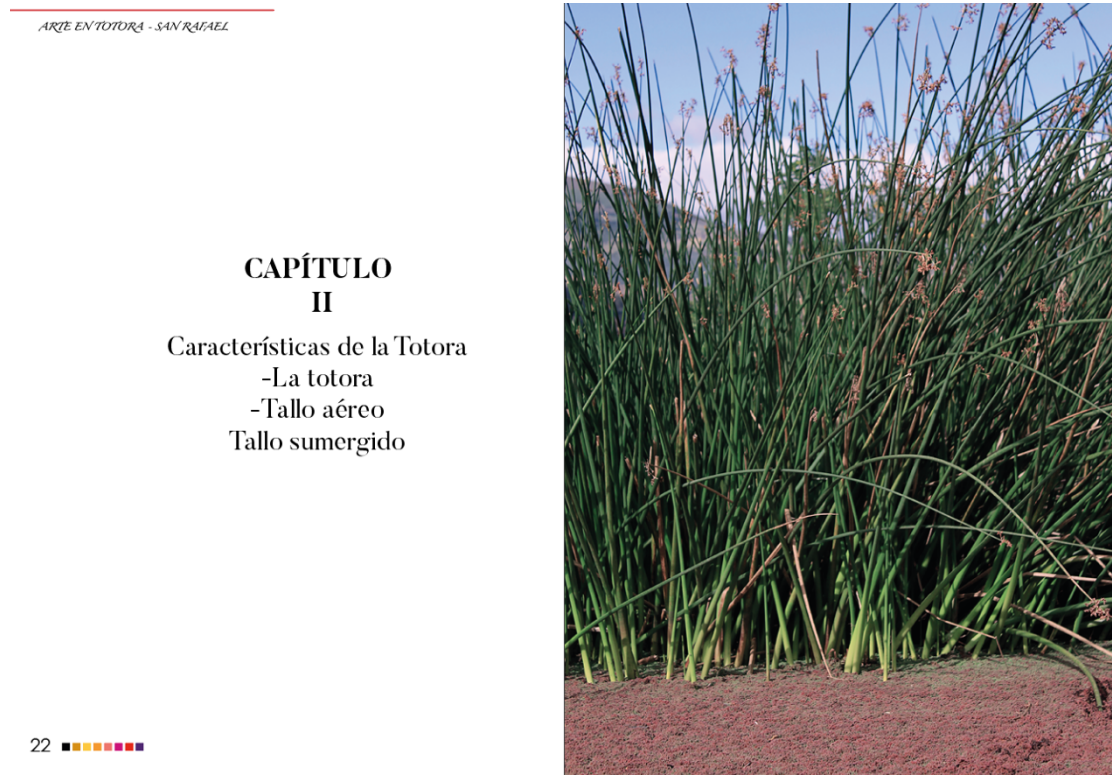 ARTE EN TOTORA - SAN RAFAEL
CAPÍTULO
II
Características de la Totora
-La totora
-Tallo aéreo
Tallo sumergido
22